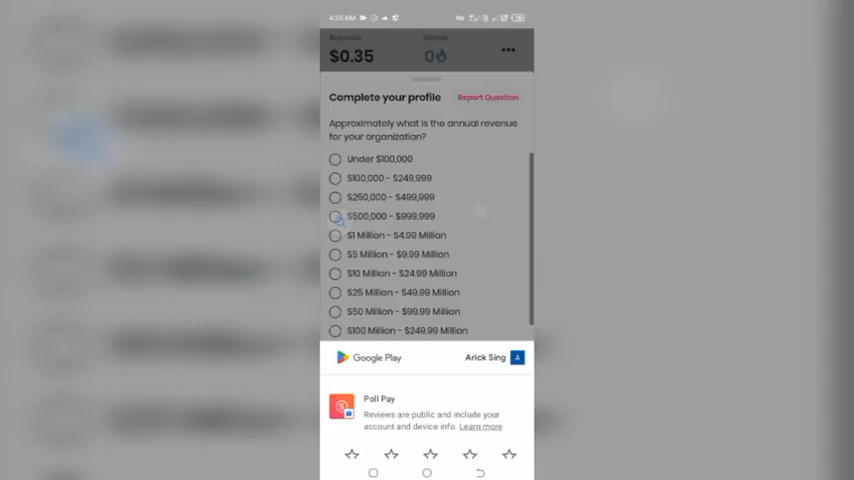 4:35 AM
Balance
Streak
$0.35
0
Complete your profile
Report Question
Approximately what is the annual revenue
for your organization?
Under $100,000
$100,000 - $249,999
$250,000 - $499,999
$500,000 - $999,999
$1 Million - $4.99 Million
$5 Million - $9.99 Million
$10 Million - $24.99 Million
$25 Million - $49.99 Million
$50 Million - $99.99 Million
$100 Million - $249.99 Million
Google Play
Arick Sing
A
Poll Pay
Reviews are public and include your
account and device info. Learn more